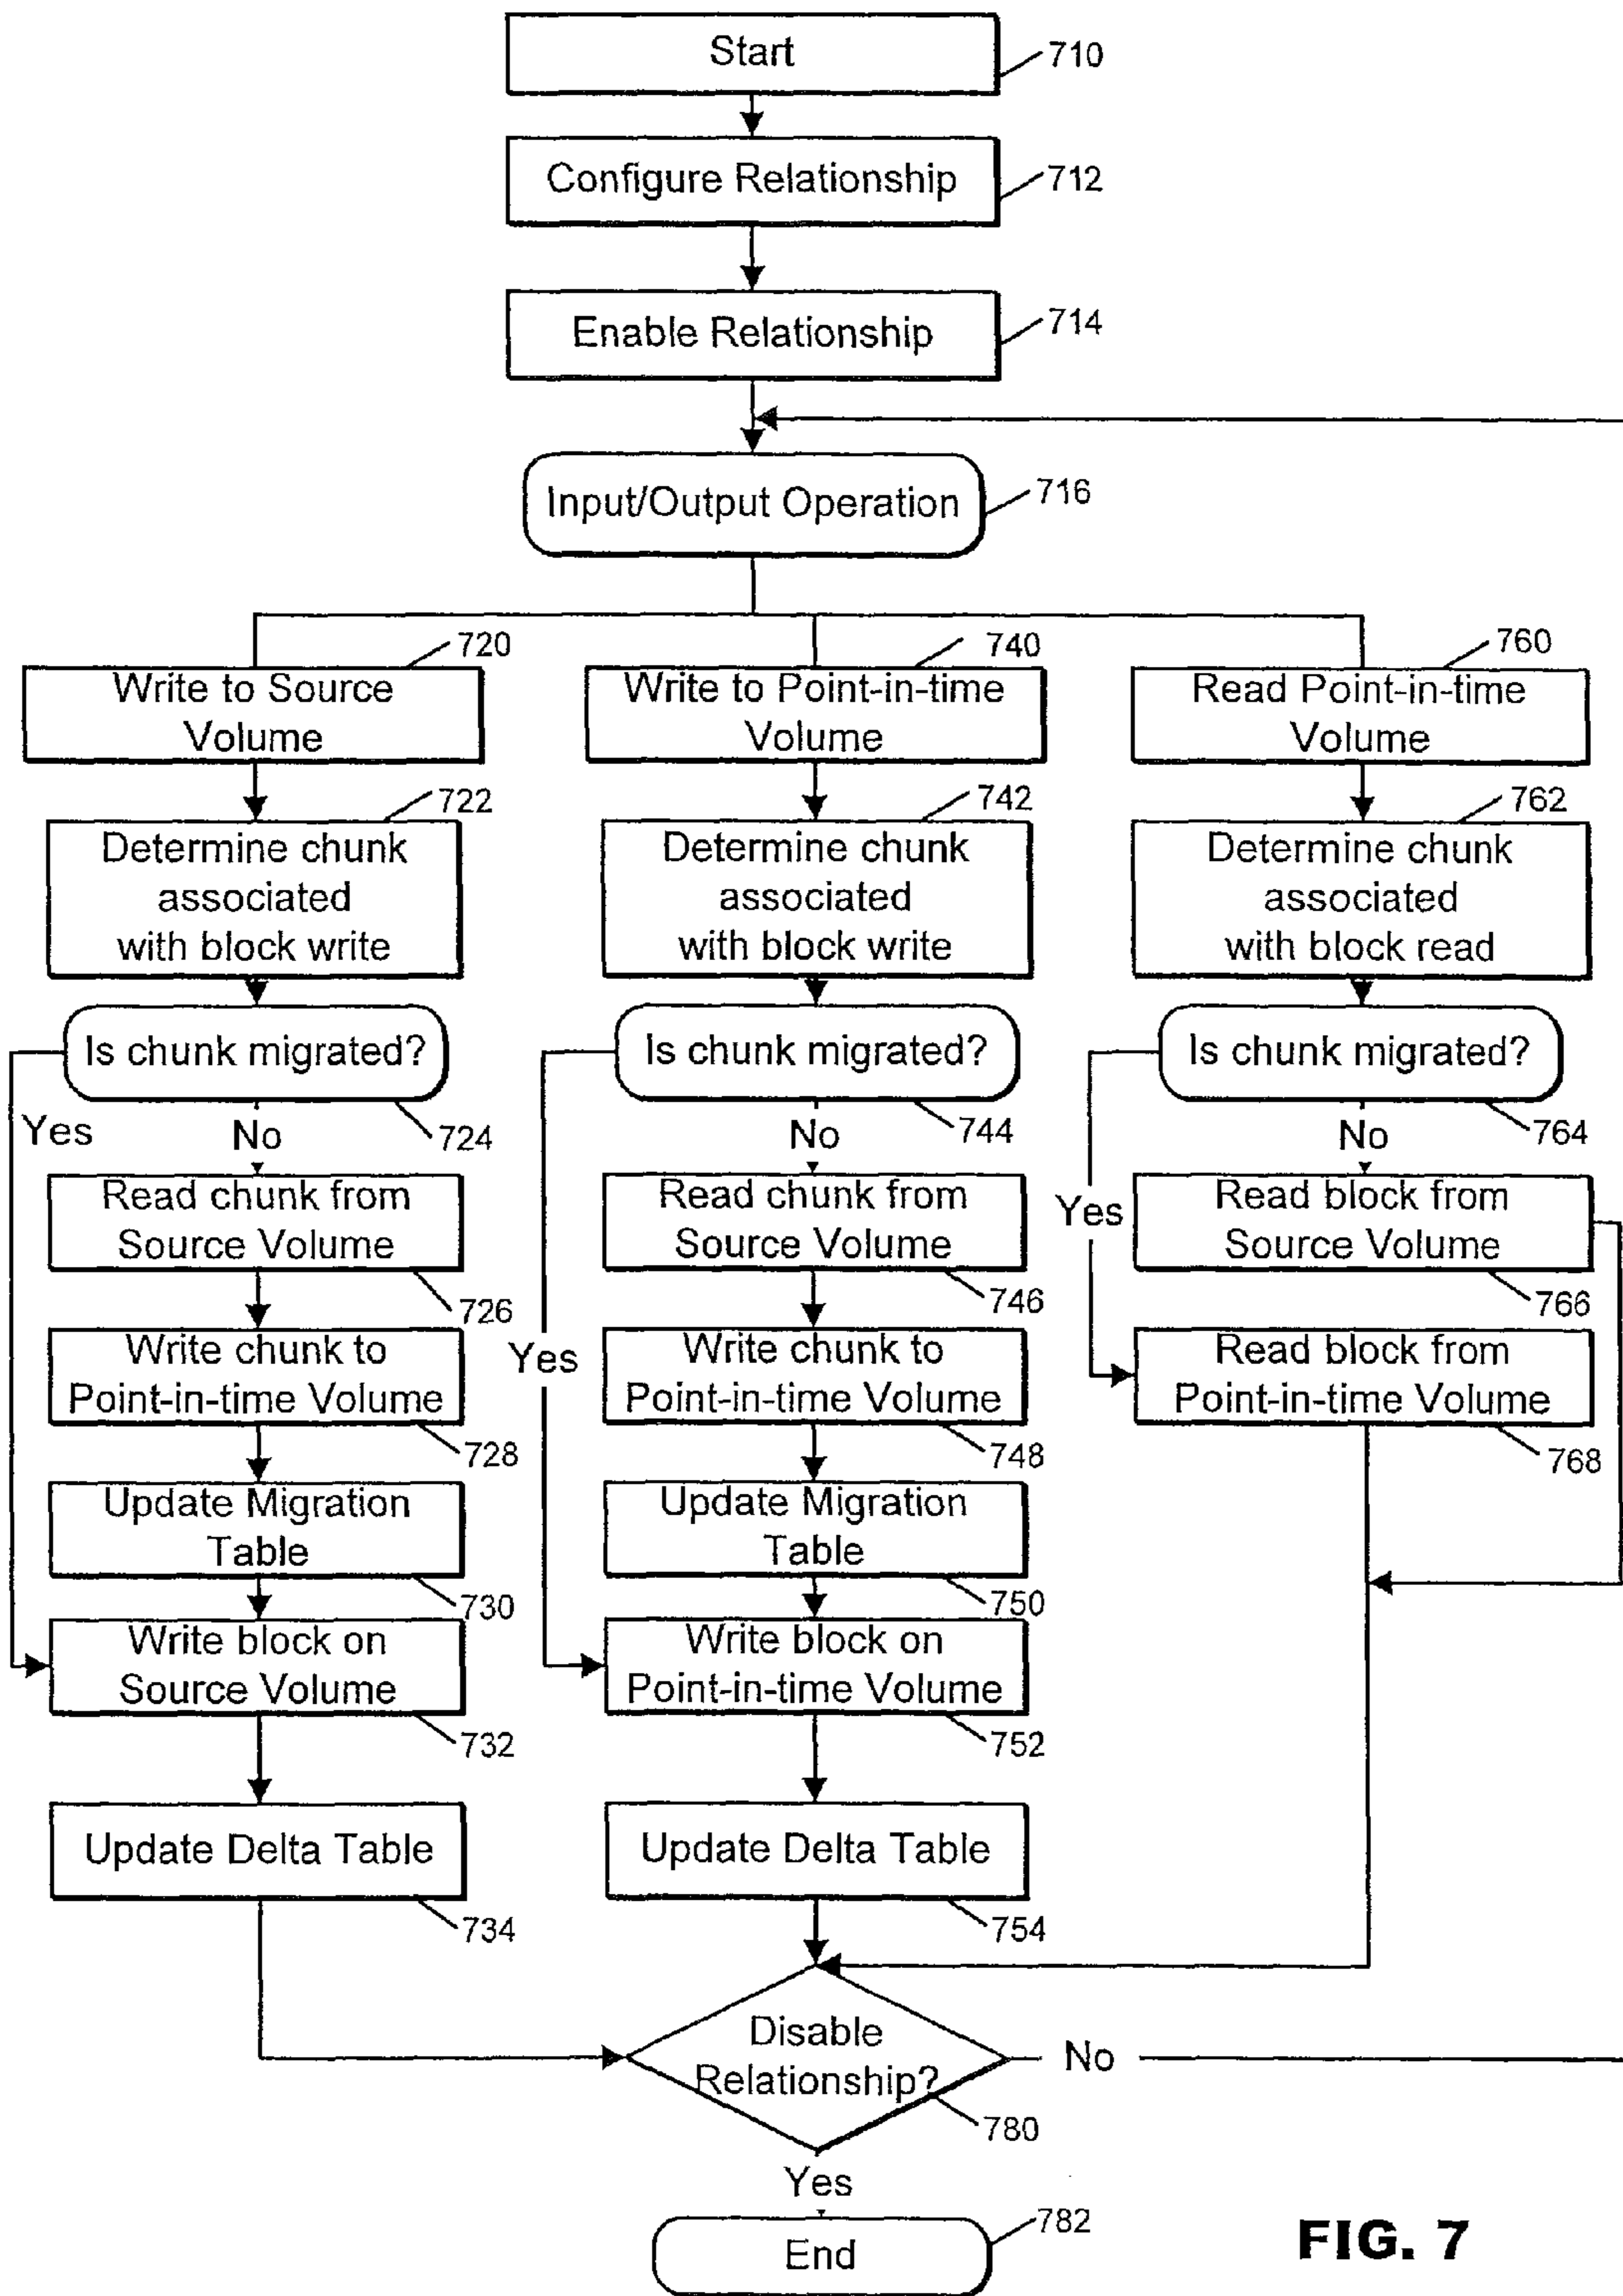 Start
710
Configure Relationship
712
Enable Relationship
714
Input/Output Operation
716
720
Write to Source
Volume
740
Write to Point-in-time
Volume
760
Read Point-in-time
Volume
722
Determine chunk
associated
with block write
742
Determine chunk
associated
with block write
762
Determine chunk
associated
with block read
Is chunk migrated?
724
Yes
No
Is chunk migrated?
744
No
Is chunk migrated?
764
No
Read chunk from
Source Volume
726
Read chunk from
Source Volume
746
Yes
Read block from
Source Volume
766
Write chunk to
Point-in-time Volume
728
Yes
Write chunk to
Point-in-time Volume
748
Read block from
Point-in-time Volume
768
Update Migration
Table
730
Update Migration
Table
750
Write block on
Source Volume
732
Write block on
Point-in-time Volume
752
Update Delta Table
734
Update Delta Table
754
Disable
Relationship?
780
No
Yes
End
782
FIG. 7